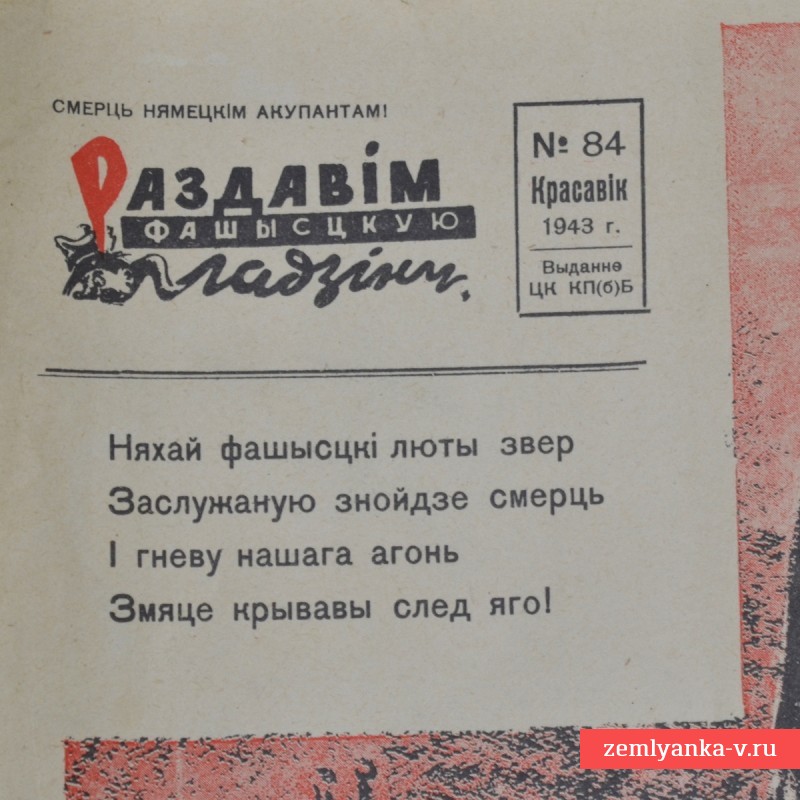 СМЕРЦЬ НЯМЕЦКІМ АКУПАНТАМ!
РАЗДАВІМ
ФАШЫСЦКУЮ
гадзіну.
№ 84
Красавік
1943 г.
Выданне
ЦК КП(б)Б
Няхай фашысцкі люты звер
Заслужаную знойдзе смерць
І гневу нашага агонь
Змяце крывавы след яго!
zemlyanka-v.ru